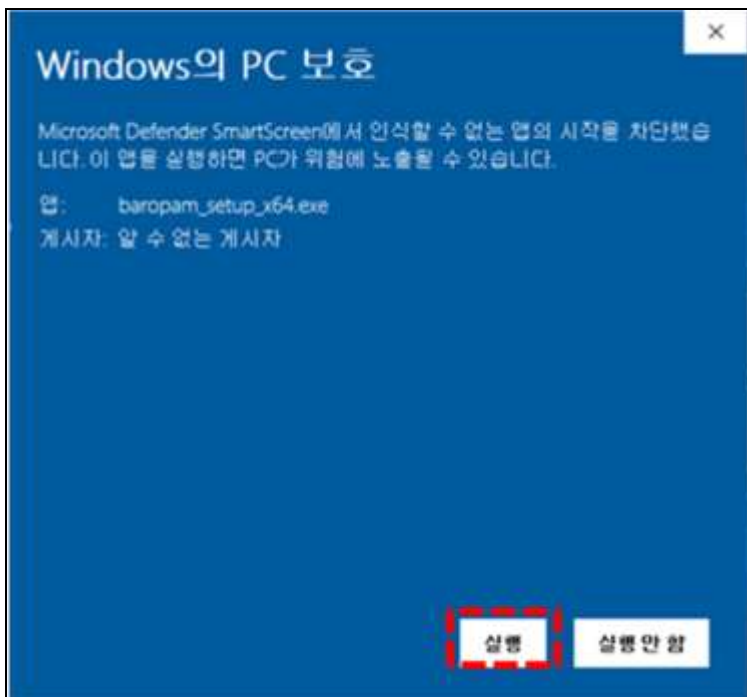 Windows의 PC 보호
Microsoft Defender SmartScreen에서 인식할 수 없는 앱의 시작을 차단했습
니다. 이 앱을 실행하면 PC가 위험에 노출될 수 있습니다.
앱: baropam_setup_x64.exe
게시자: 알 수 없는 게시자
실행 실행 안 함